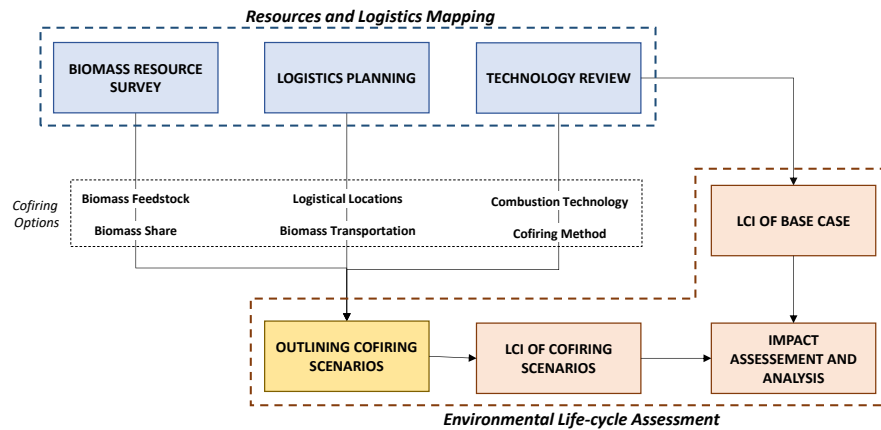 Resources and Logistics Mapping
BIOMASS RESOURCE
SURVEY
LOGISTICS PLANNING
TECHNOLOGY REVIEW
Cofiring
Options
Biomass Feedstock
Logistical Locations
Combustion Technology
Biomass Share
Biomass Transportation
Cofiring Method
LCI OF BASE CASE
OUTLINING COFIRING
SCENARIOS
LCI OF COFIRING
SCENARIOS
IMPACT
ASSESSMENT AND
ANALYSIS
Environmental Life-cycle Assessment